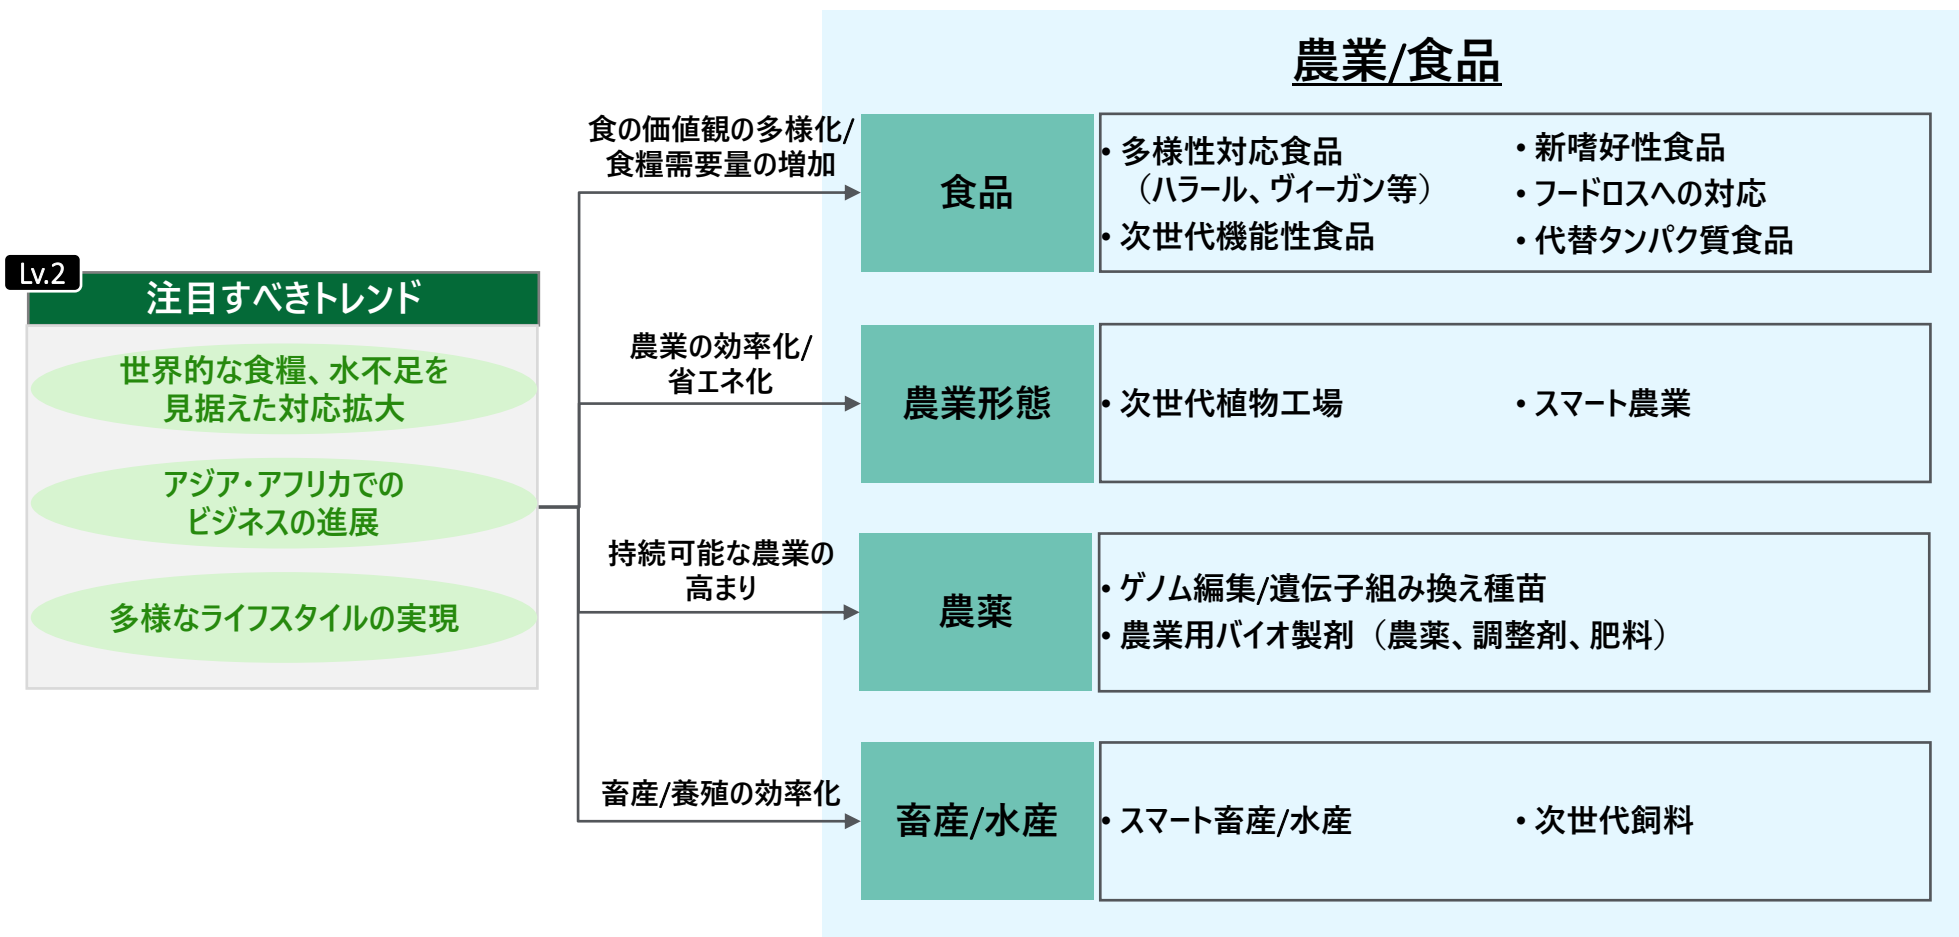 農業/食品
Lv.2
注目すべきトレンド
世界的な食糧、水不足を
見据えた対応拡大
アジア・アフリカでの
ビジネスの進展
多様なライフスタイルの実現
食の価値観の多様化/
食糧需要量の増加
食品
・多様性対応食品
（ハラール、ヴィーガン等）
・次世代機能性食品
・新嗜好性食品
・フードロスへの対応
・代替タンパク質食品
農業の効率化/
省エネ化
農業形態
・次世代植物工場
・スマート農業
持続可能な農業の
高まり
農薬
・ゲノム編集/遺伝子組み換え種苗
・農業用バイオ製剤（農薬、調整剤、肥料）
畜産/養殖の効率化
畜産/水産
・スマート畜産/水産
・次世代飼料